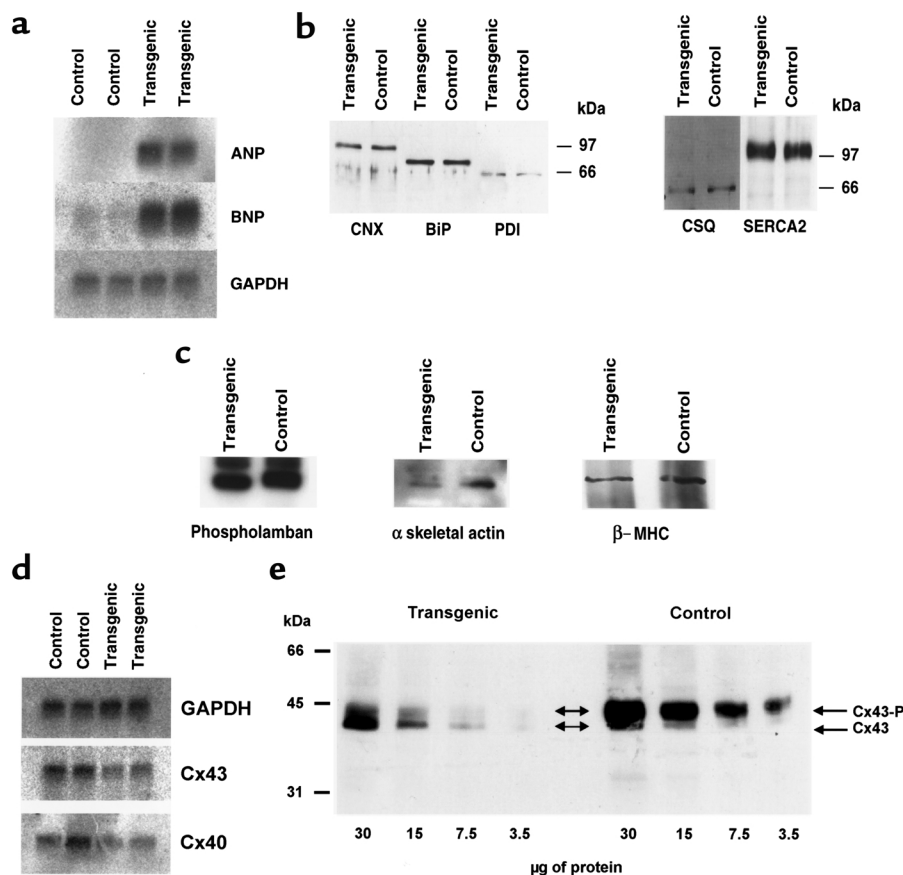 a
Control
Control
Transgenic
Transgenic
ANP
BNP
GAPDH
b
Transgenic
Control
Transgenic
Control
Transgenic
Control
kDa
97
66
CNX BiP PDI
Transgenic
Control
kDa
97
66
CSQ SERCA2
c
Transgenic
Control
Phospholamban
Transgenic
Control
α skeletal actin
Transgenic
Control
β-MHC
d
Control
Control
Transgenic
Transgenic
GAPDH
Cx43
Cx40
e
Transgenic Control
kDa
66
45
31
Cx43-P
Cx43
30 15 7.5 3.5 30 15 7.5 3.5
µg of protein